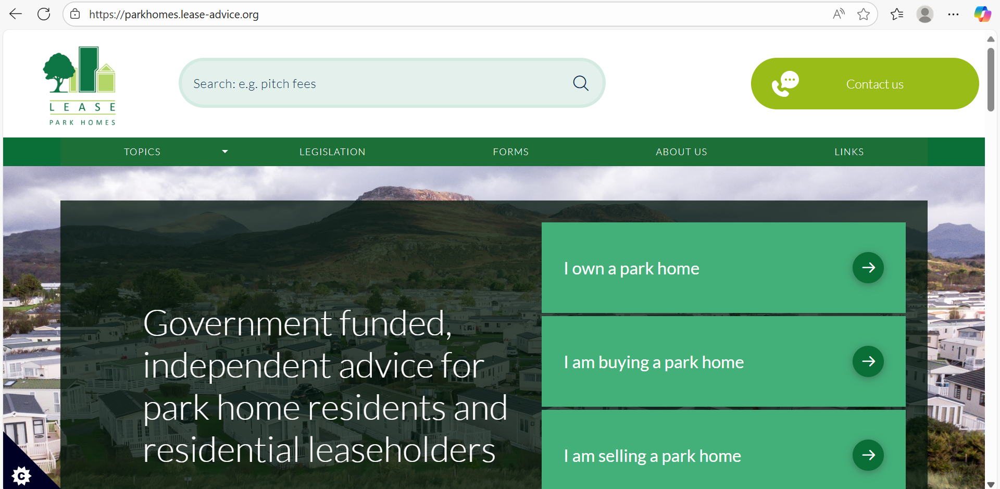 https://parkhomes.lease-advice.org
LEASE
PARK HOMES
Search: e.g. pitch fees
Contact us
TOPICS
LEGISLATION
FORMS
ABOUT US
LINKS
Government funded,
independent advice for
park home residents and
residential leaseholders
I own a park home
I am buying a park home
I am selling a park home
C